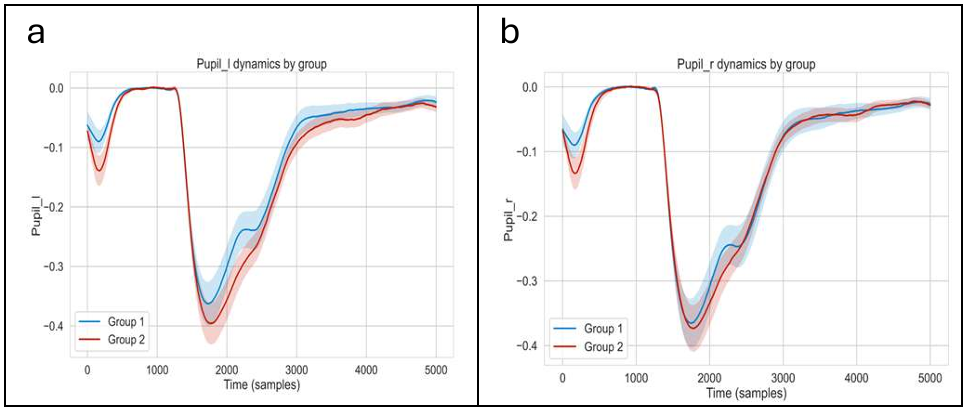 a
Pupil_l dynamics by group
0.0
−0.1
−0.2
−0.3
−0.4
Pupil_l
Group 1
Group 2
0 1000 2000 3000 4000 5000
Time (samples)
b
Pupil_r dynamics by group
0.0
−0.1
−0.2
−0.3
−0.4
Pupil_r
Group 1
Group 2
0 1000 2000 3000 4000 5000
Time (samples)